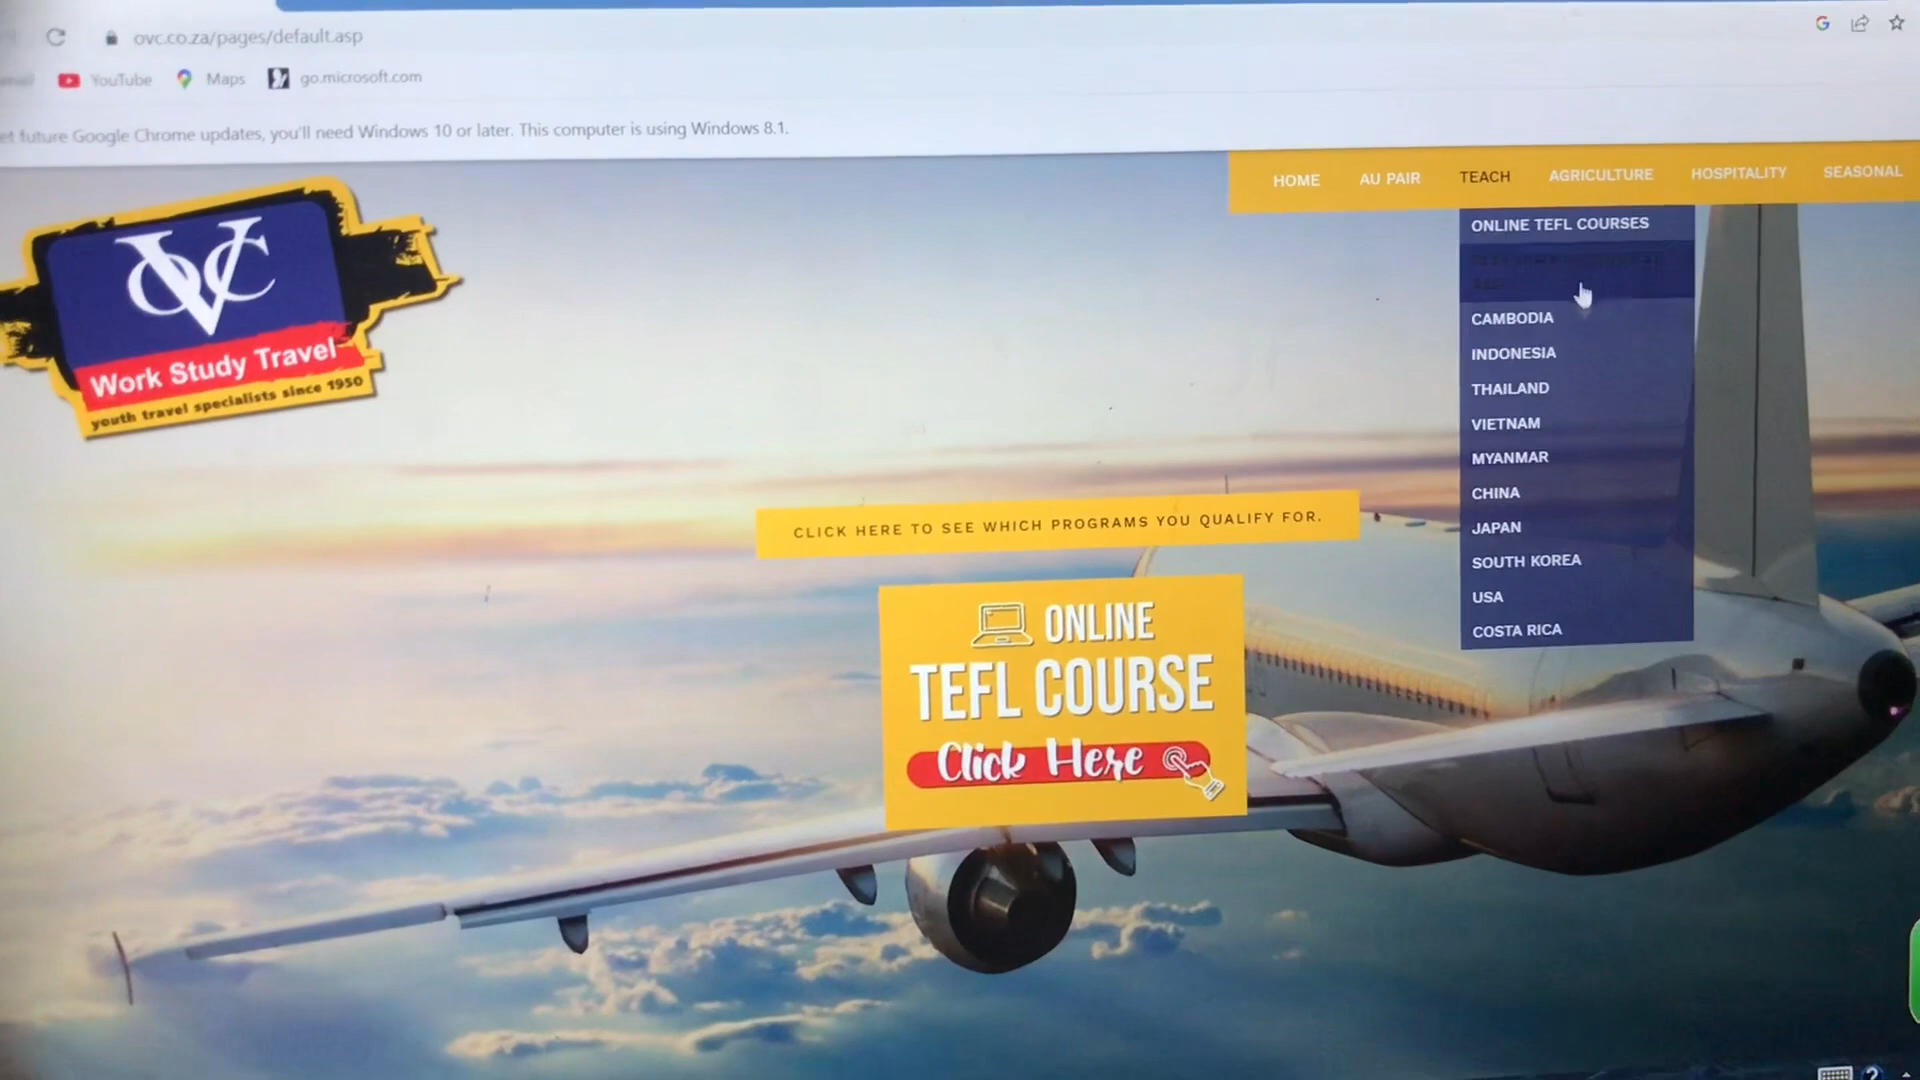 ovc.co.za/pages/default.asp
YouTube Maps go.microsoft.com
future Google Chrome updates, you'll need Windows 10 or later. This computer is using Windows 8.1.
HOME AU PAIR TEACH AGRICULTURE HOSPITALITY SEASONAL
OVC
Work Study Travel
youth travel specialists since 1950
ONLINE TEFL COURSES
CAMBODIA
INDONESIA
THAILAND
VIETNAM
MYANMAR
CHINA
JAPAN
SOUTH KOREA
USA
COSTA RICA
CLICK HERE TO SEE WHICH PROGRAMS YOU QUALIFY FOR.
ONLINE
TEFL COURSE
Click Here